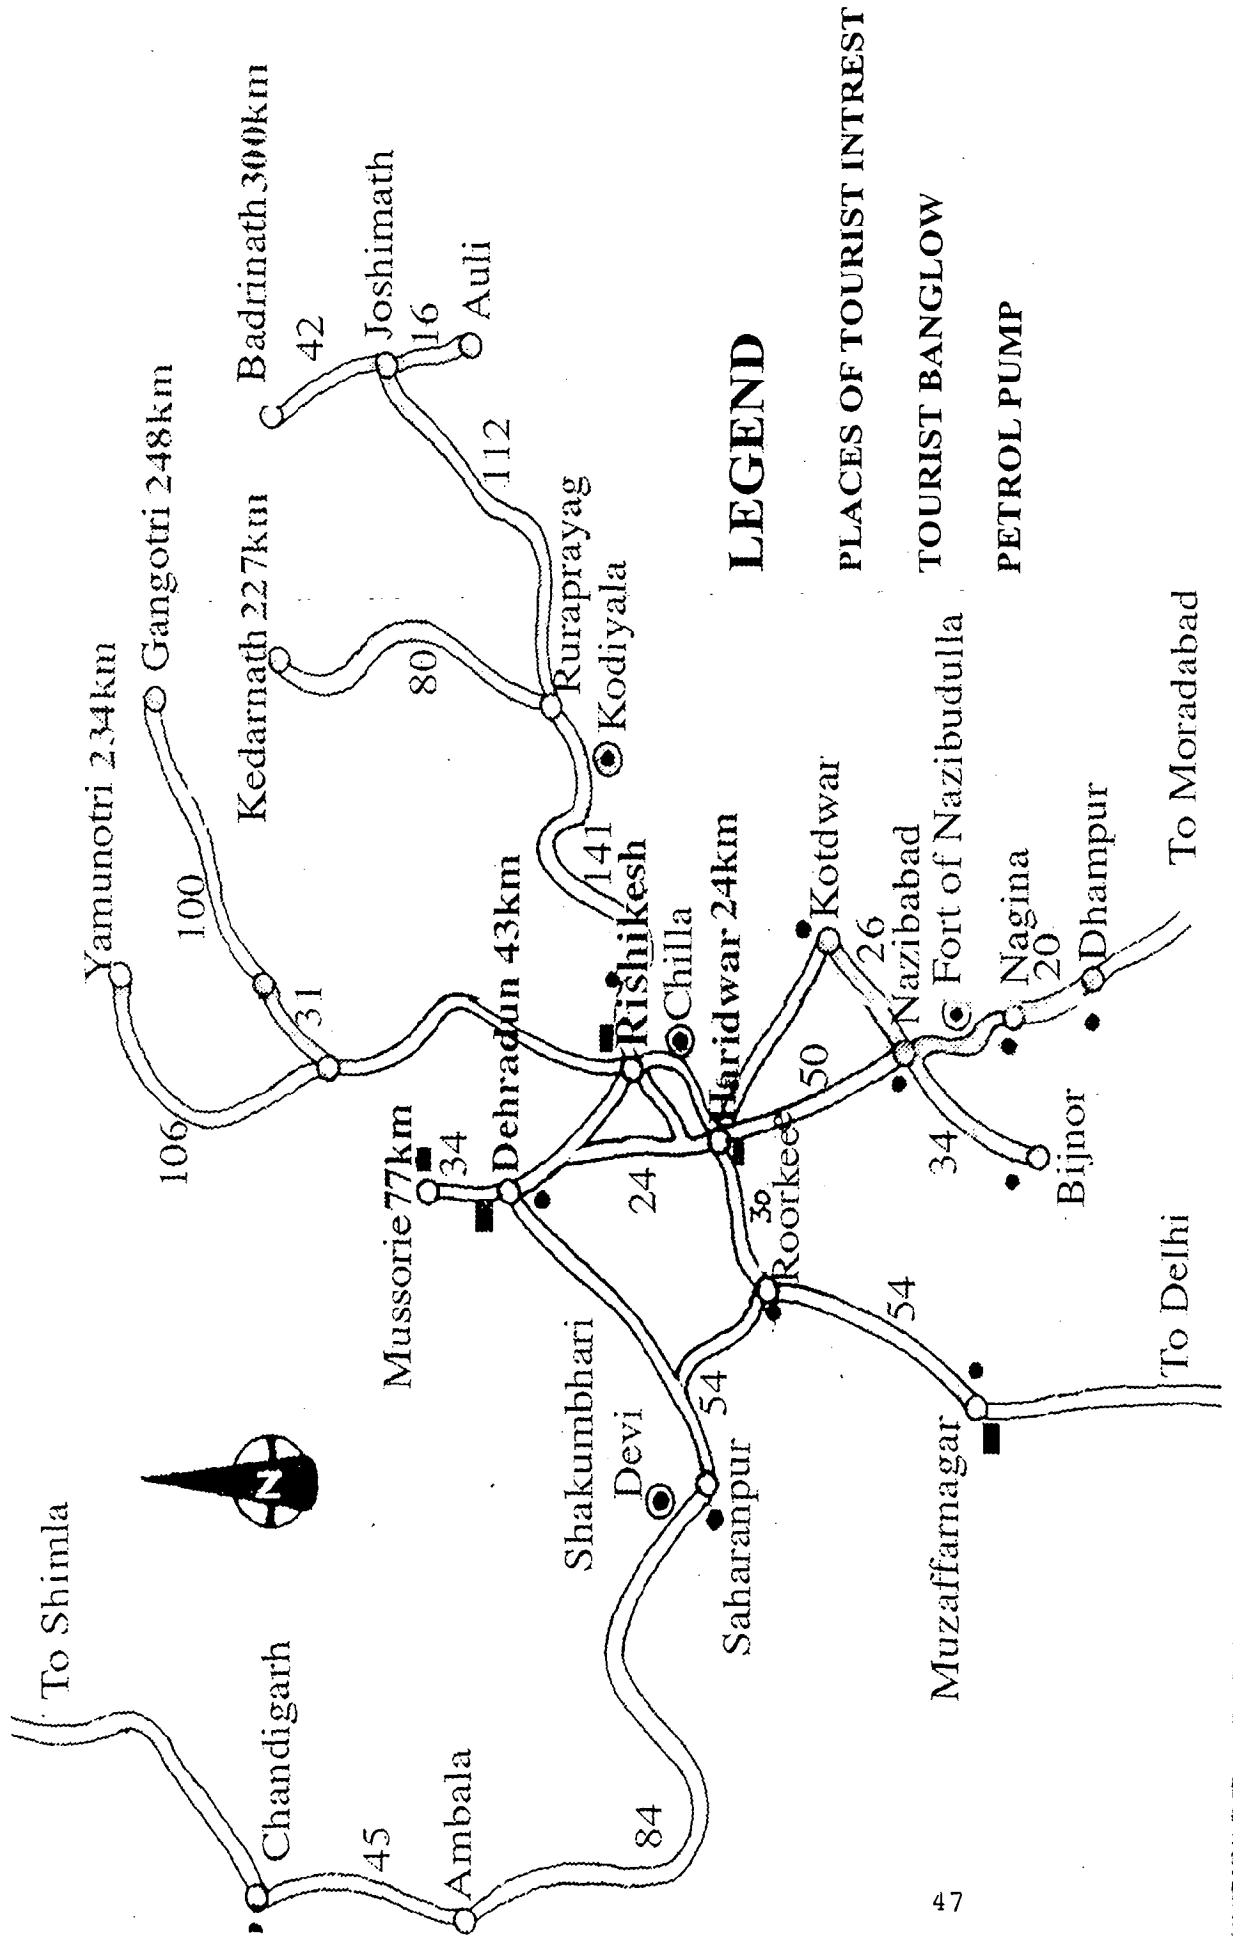 To Shimla
Chandigarh
45
Ambala
84
N
Shakumbhari
Devi
Saharanpur
54
Mussorie 77km
34
Dehradun 43km
24
30
Roorkee
54
Muzaffarnagar
To Delhi
Yamunotri 234km
106
31
100
Gangotri 248km
Kedarnath 227km
80
Badrinath 300km
42
Joshimath
16
Auli
112
Ruraprayag
Kodiyala
141
Rishikesh
Chilla
Haridwar 24km
50
Kotdwar
26
Nazibabad
Fort of Nazibudulla
Nagina
20
Dhampur
To Moradabad
34
Bijnor
LEGEND
PLACES OF TOURIST INTREST
TOURIST BANGLOW
PETROL PUMP
47